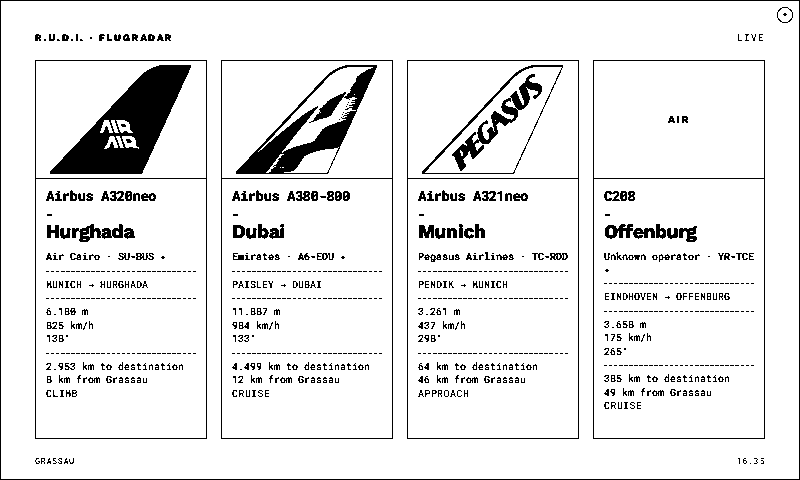 R.U.D.I. · FLUGRADAR
LIVE
AIR
AIR
Airbus A320neo
–
Hurghada
Air Cairo · SU-BUS ✦
MUNICH → HURGHADA
6.180 m
825 km/h
138°
2.953 km to destination
8 km from Grassau
CLIMB
Airbus A380-800
–
Dubai
Emirates · A6-EOU ✦
PAISLEY → DUBAI
11.887 m
984 km/h
133°
4.499 km to destination
12 km from Grassau
CRUISE
PEGASUS
Airbus A321neo
–
Munich
Pegasus Airlines · TC-RDD
PENDIK → MUNICH
3.261 m
437 km/h
298°
64 km to destination
46 km from Grassau
APPROACH
AIR
C208
–
Offenburg
Unknown operator · YR-TCE
✦
EINDHOVEN → OFFENBURG
3.658 m
175 km/h
265°
385 km to destination
49 km from Grassau
CRUISE
GRASSAU
16.35